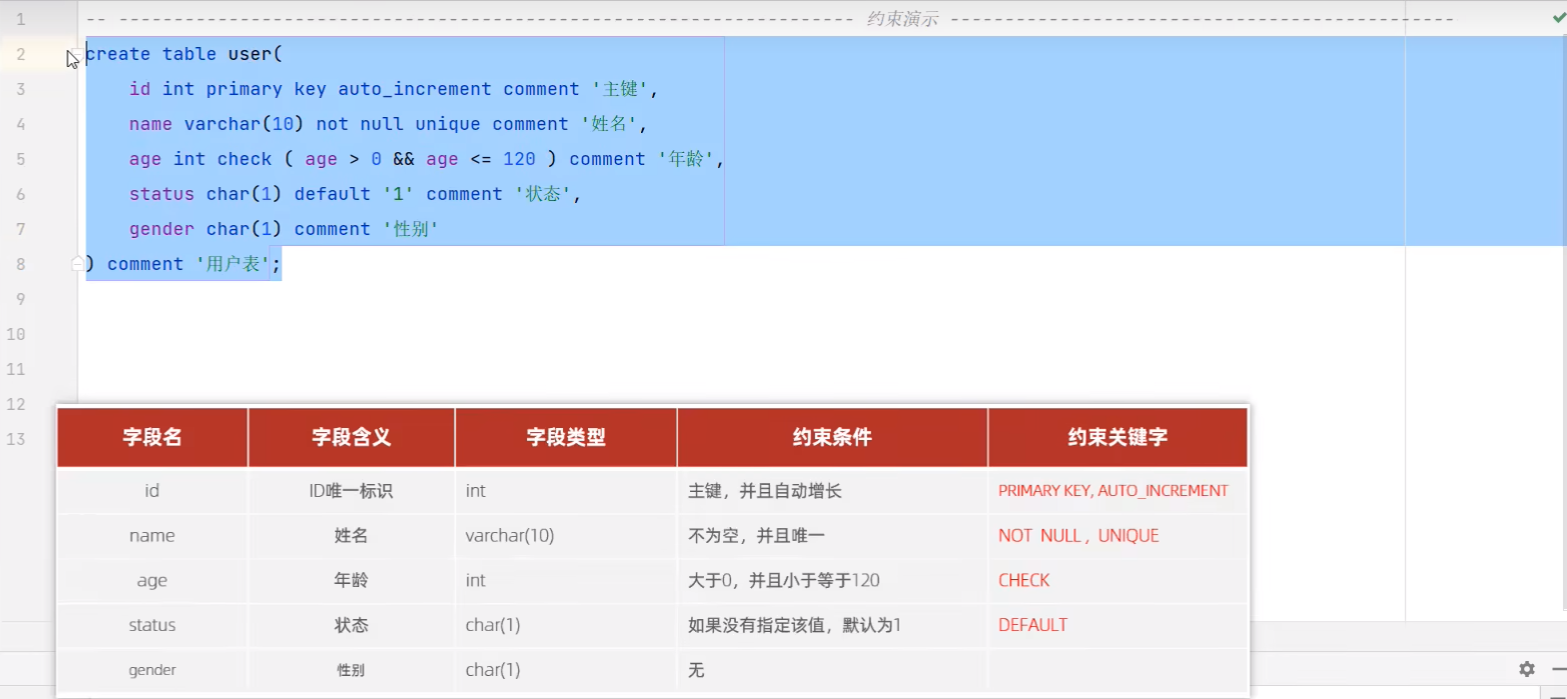 1 -- ---------------------------------------------------------------------- 约束演示 ----------------------------------------------
2 create table user(
3 id int primary key auto_increment comment '主键',
4 name varchar(10) not null unique comment '姓名',
5 age int check ( age > 0 && age <= 120 ) comment '年龄',
6 status char(1) default '1' comment '状态',
7 gender char(1) comment '性别'
8 ) comment '用户表';
9
10
11
12
13
字段名 字段含义 字段类型 约束条件 约束关键字
id ID唯一标识 int 主键，并且自动增长 PRIMARY KEY, AUTO_INCREMENT
name 姓名 varchar(10) 不为空，并且唯一 NOT NULL , UNIQUE
age 年龄 int 大于0，并且小于等于120 CHECK
status 状态 char(1) 如果没有指定该值，默认为1 DEFAULT
gender 性别 char(1) 无